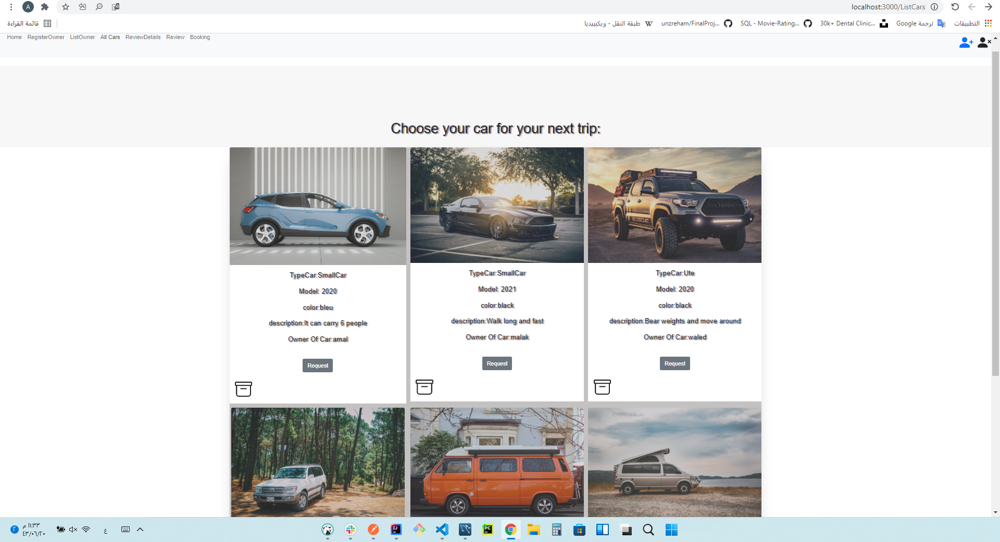 A
localhost:3000/ListCars
التطبيقات
ترجمة Google
30k+ Dental Clinic...
SQL - Movie-Rating...
unzreham/FinalProj...
طبقة النقل - ويكيبيديا
قائمة القراءة
Home RegisterOwner ListOwner All Cars ReviewDetails Review Booking
Choose your car for your next trip:
TypeCar:SmallCar
Model: 2020
color:bleu
description:It can carry 6 people
Owner Of Car:amal
Request
TypeCar:SmallCar
Model: 2021
color:black
description:Walk long and fast
Owner Of Car:malak
Request
TOYOTA
SCOSCHE
TypeCar:Ute
Model: 2020
color:black
description:Bear weights and move around
Owner Of Car:waled
Request
١١:٣٣ م
٤٣/٠٦/٢٠
٢
ع
IJ
PC